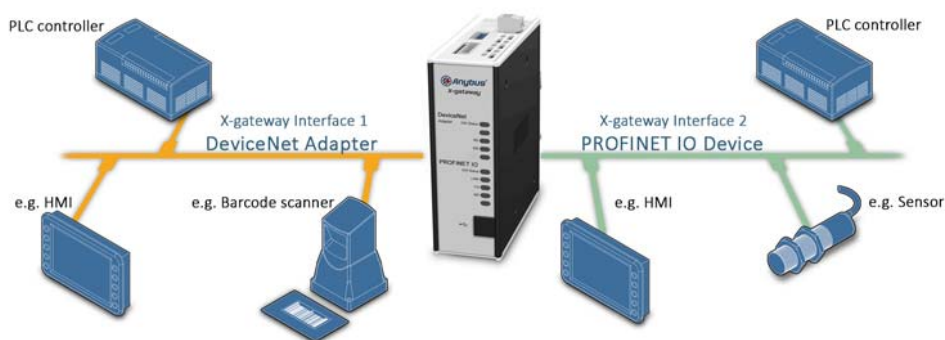 PLC controller
PLC controller
X-gateway Interface 1
DeviceNet Adapter
X-gateway Interface 2
PROFINET IO Device
e.g. HMI
e.g. Barcode scanner
e.g. HMI
e.g. Sensor
Anybus
X-gateway
DeviceNet
Adapter
PROFINET IO